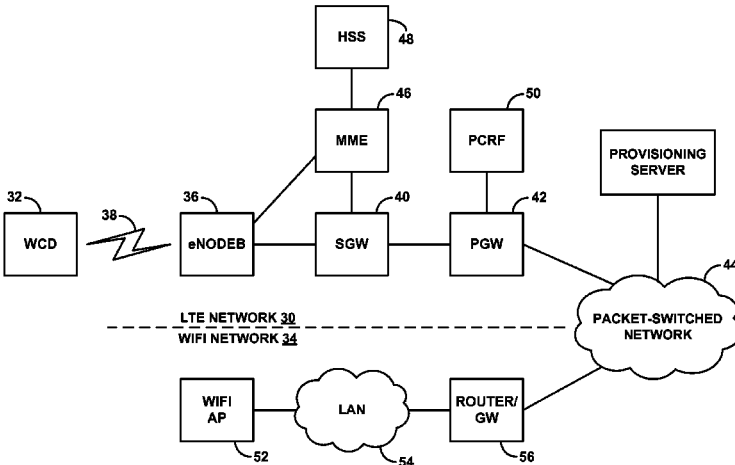 HSS
48
46
50
MME
PCRF
PROVISIONING
SERVER
32
38
36
40
42
WCD
eNODEB
SGW
PGW
44
PACKET-SWITCHED
NETWORK
LTE NETWORK 30
WIFI NETWORK 34
WIFI
AP
LAN
ROUTER/
GW
52
54
56